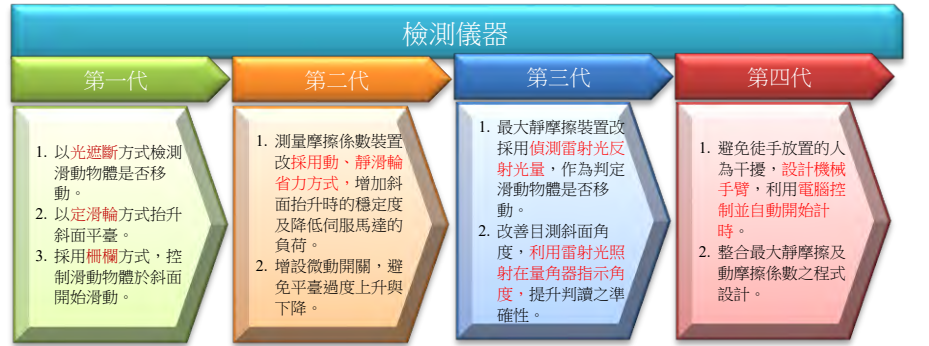 檢測儀器
第一代
1. 以光遮斷方式檢測
滑動物體是否移
動。
2. 以定滑輪方式抬升
斜面平臺。
3. 採用柵欄方式，控
制滑動物體於斜面
開始滑動。
第二代
1. 測量摩擦係數裝置
改採用動、靜滑輪
省力方式，增加斜
面抬升時的穩定度
及降低伺服馬達的
負荷。
2. 增設微動開關，避
免平臺過度上升與
下降。
第三代
1. 最大靜摩擦裝置改
採用偵測雷射光反
射光量，作為判定
滑動物體是否移
動。
2. 改善目測斜面角
度，利用雷射光照
射在量角器指示角
度，提升判讀之準
確性。
第四代
1. 避免徒手放置的人
為干擾，設計機械
手臂，利用電腦控
制並自動開始計
時。
2. 整合最大靜摩擦及
動摩擦係數之程式
設計。